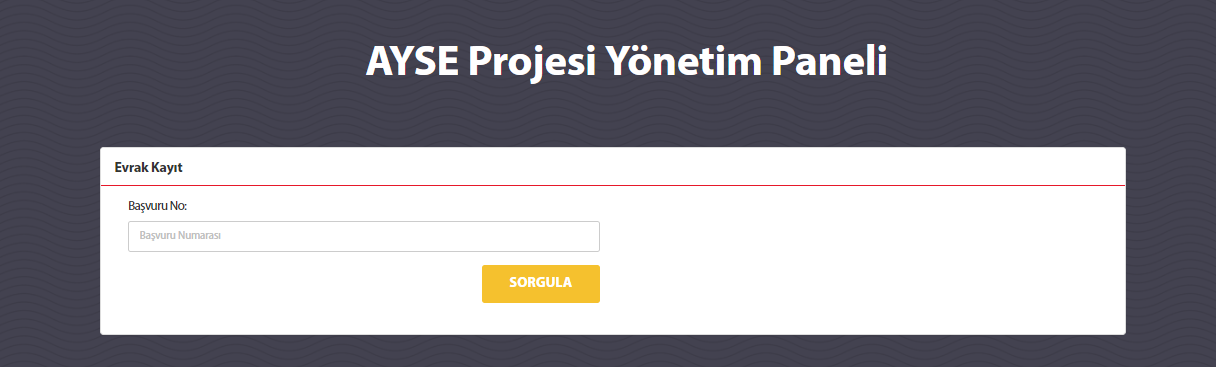 AYSE Projesi Yönetim Paneli
Evrak Kayıt
Başvuru No:
Başvuru Numarası
SORGULA